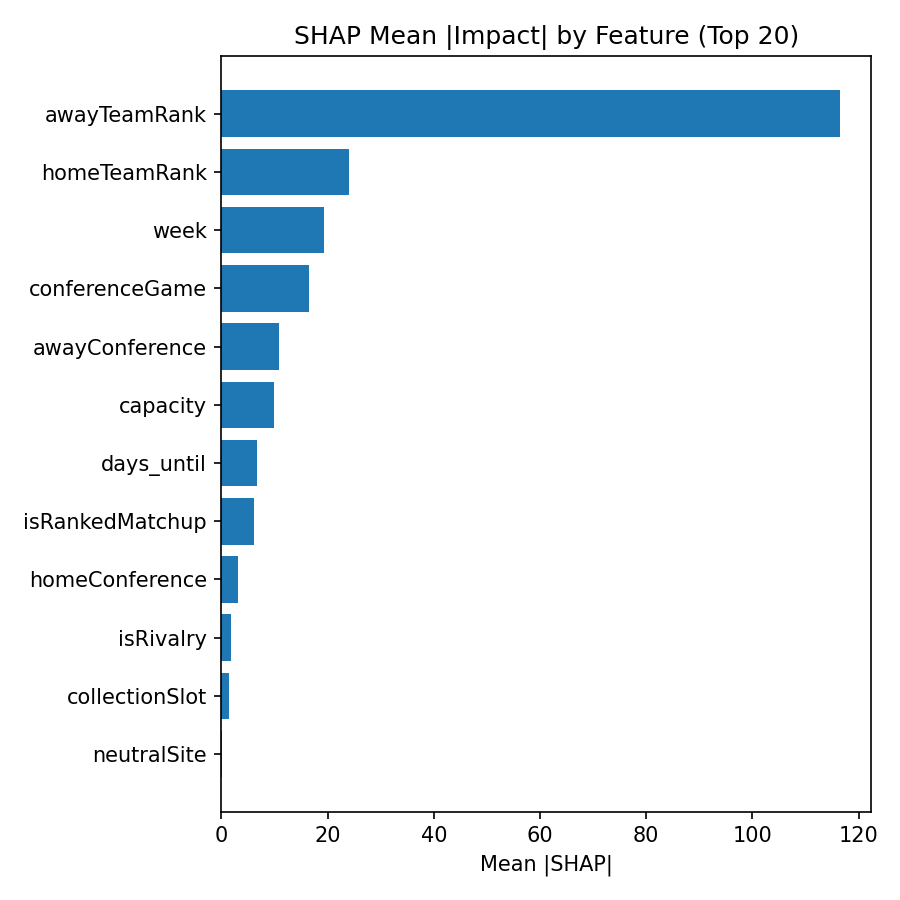 SHAP Mean |Impact| by Feature (Top 20)
awayTeamRank
homeTeamRank
week
conferenceGame
awayConference
capacity
days_until
isRankedMatchup
homeConference
isRivalry
collectionSlot
neutralSite
0 20 40 60 80 100 120
Mean |SHAP|